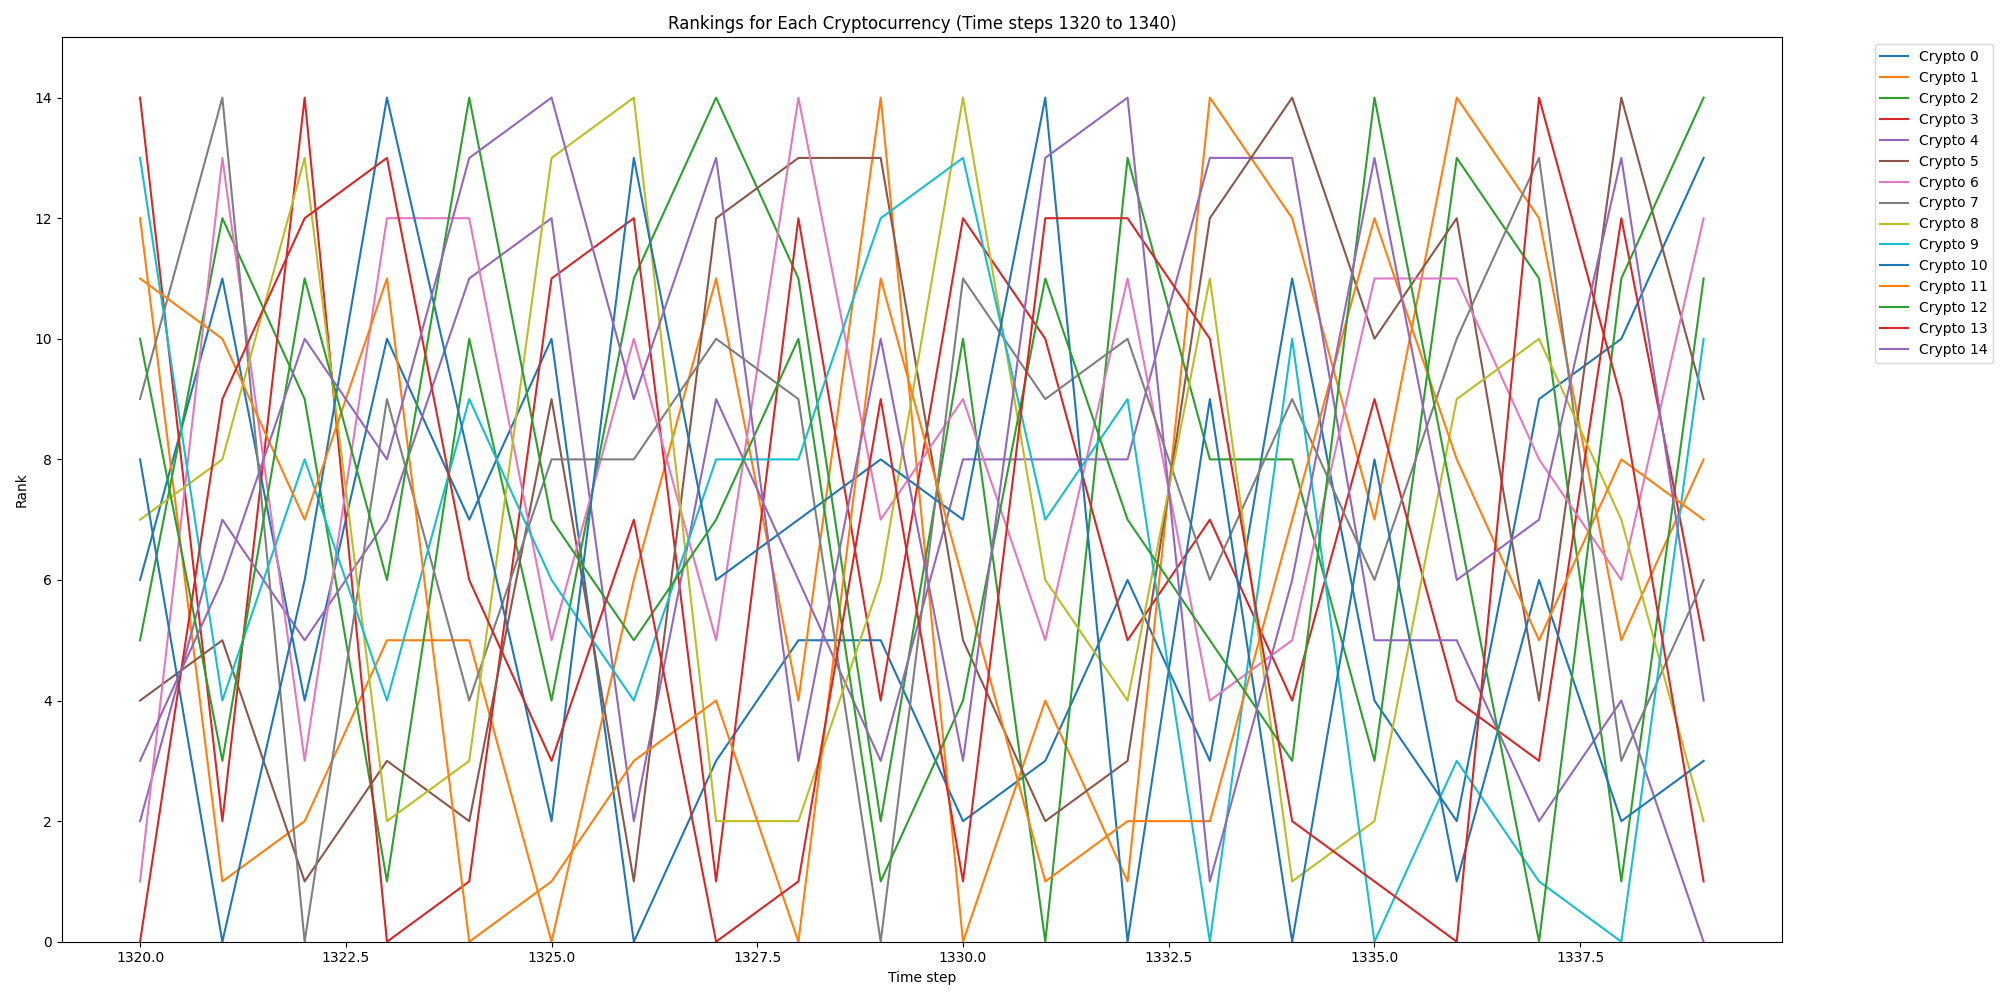 Rankings for Each Cryptocurrency (Time steps 1320 to 1340)
Rank
14
12
10
8
6
4
2
0
1320.0
1322.5
1325.0
1327.5
1330.0
1332.5
1335.0
1337.5
Time step
Crypto 0
Crypto 1
Crypto 2
Crypto 3
Crypto 4
Crypto 5
Crypto 6
Crypto 7
Crypto 8
Crypto 9
Crypto 10
Crypto 11
Crypto 12
Crypto 13
Crypto 14